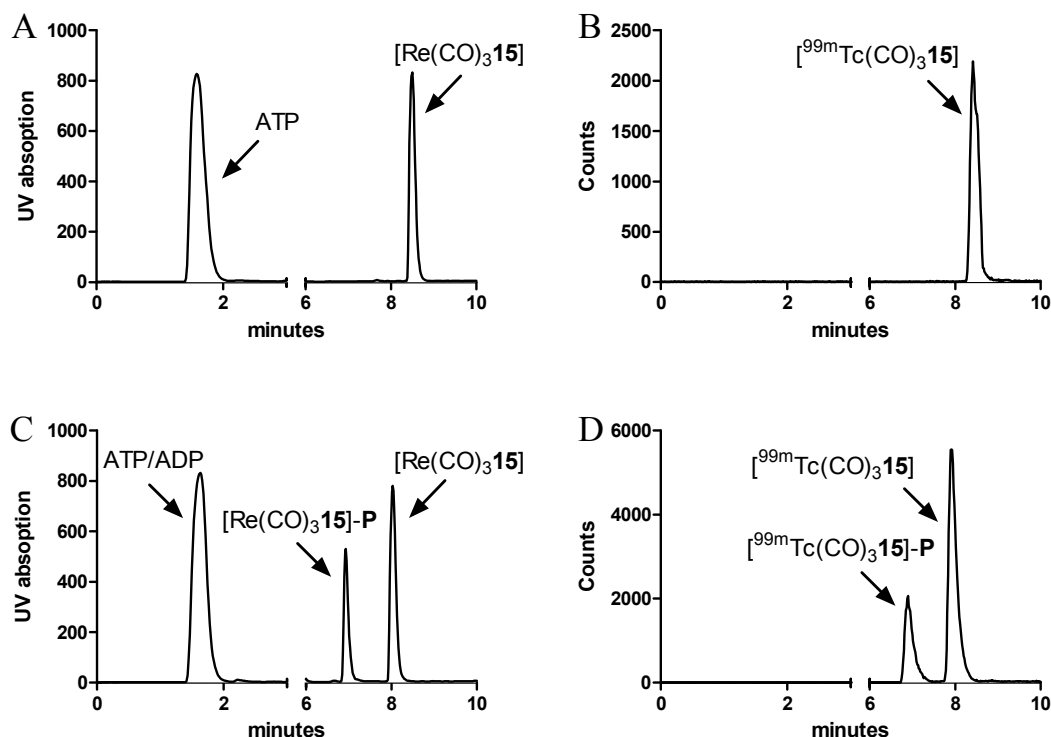 A
1000
800
600
400
200
0
UV absoption
ATP
[Re(CO)₃15]
0 2 6 8 10
minutes
B
2500
2000
1500
1000
500
0
Counts
[⁹⁹ᵐTc(CO)₃15]
0 2 6 8 10
minutes
C
1000
800
600
400
200
0
UV absoption
ATP/ADP
[Re(CO)₃15]
[Re(CO)₃15]-P
0 2 6 8 10
minutes
D
6000
4000
2000
0
Counts
[⁹⁹ᵐTc(CO)₃15]
[⁹⁹ᵐTc(CO)₃15]-P
0 2 6 8 10
minutes